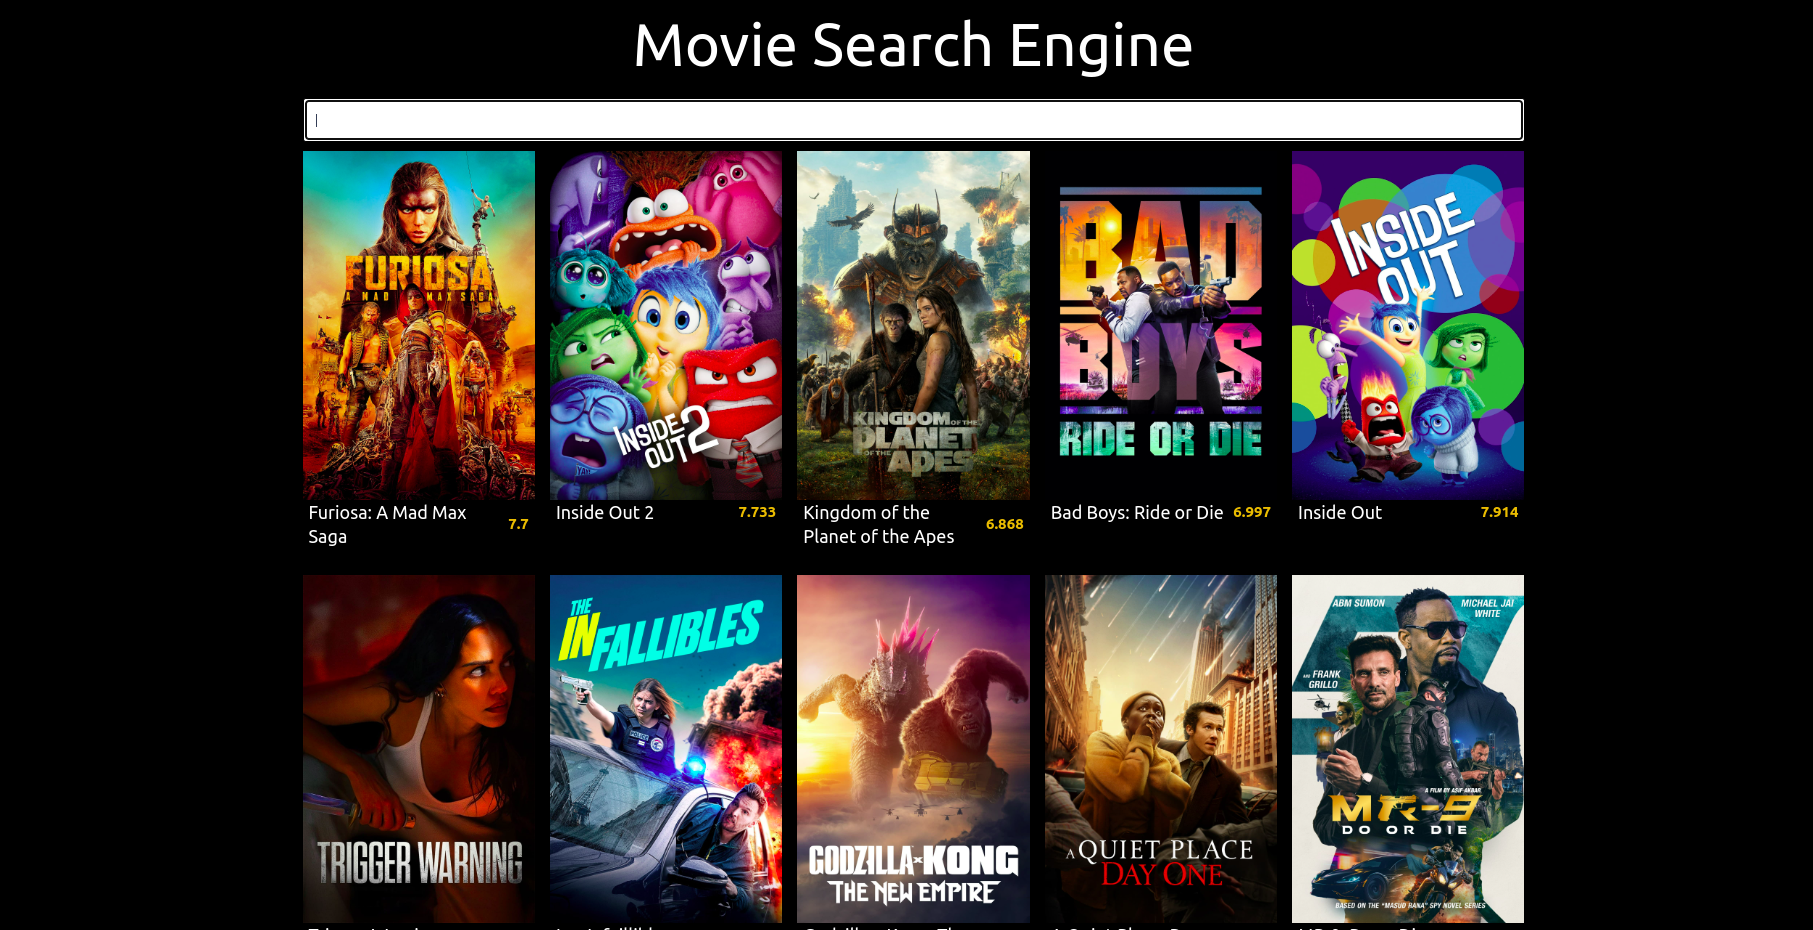 Movie Search Engine
FURIOSA
A MAD MAX SAGA
INSIDE
OUT 2
KINGDOM OF THE
PLANET
OF THE APES
BAD
BOYS
RIDE OR DIE
INSIDE
OUT
Furiosa: A Mad Max
Saga
7.7
Inside Out 2
7.733
Kingdom of the
Planet of the Apes
6.868
Bad Boys: Ride or Die
6.997
Inside Out
7.914
TRIGGER WARNING
THE
INFALLIBLES
POLICE
GODZILLA x KONG
THE NEW EMPIRE
A QUIET PLACE
DAY ONE
ABM SUMON
MICHAEL JAI
WHITE
AND FRANK
GRILLO
A FILM BY ASIF AKBAR
MR-9
DO OR DIE
BASED ON THE "MASUD RANA" SPY NOVEL SERIES